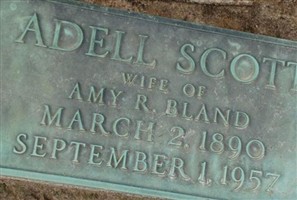 ADELL SCOTT
WIFE OF
AMY R. BLAND
MARCH 2, 1890
SEPTEMBER 1, 1957